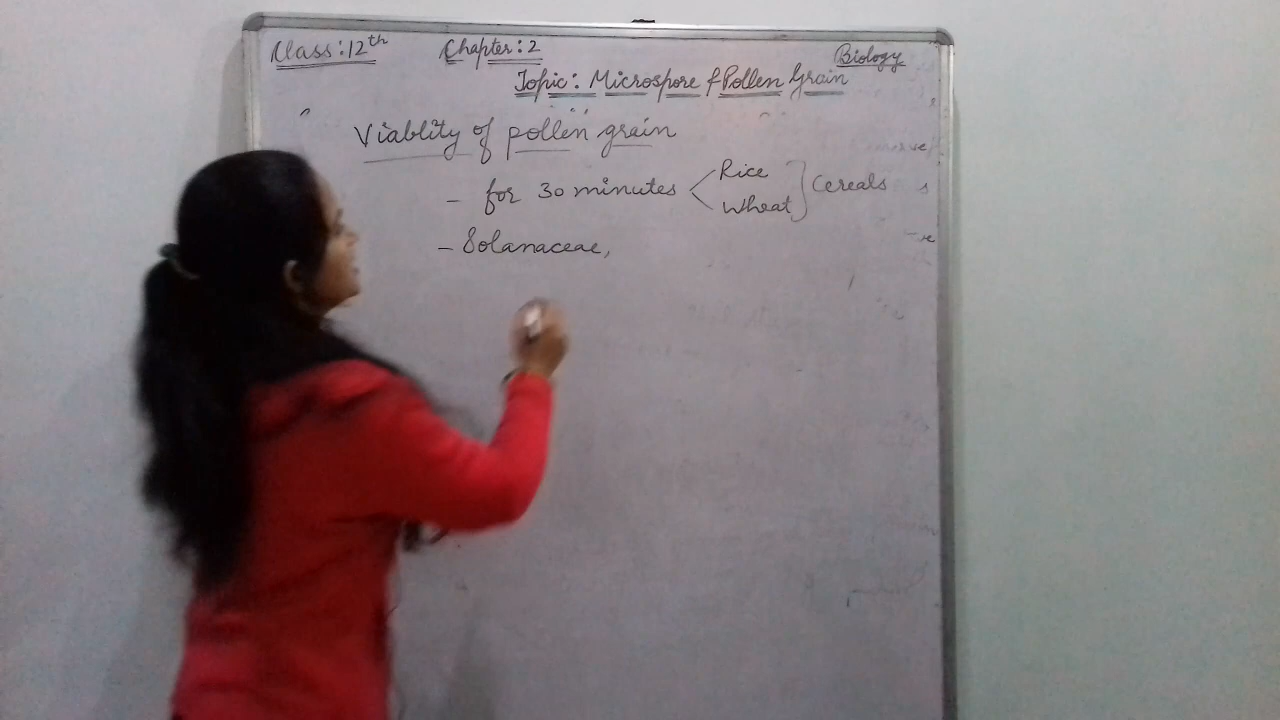 Class: 12th Chapter: 2 Biology
Topic: Microspore & Pollen Grain
Viablity of pollen grain
- for 30 minutes < Rice
Wheat } Cereals
- Solanaceae,